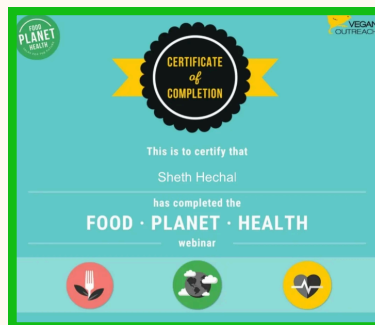 FOOD
PLANET
HEALTH
VEGAN
OUTREACH
CERTIFICATE
of
COMPLETION
This is to certify that
Sheth Hechal
has completed the
FOOD · PLANET · HEALTH
webinar